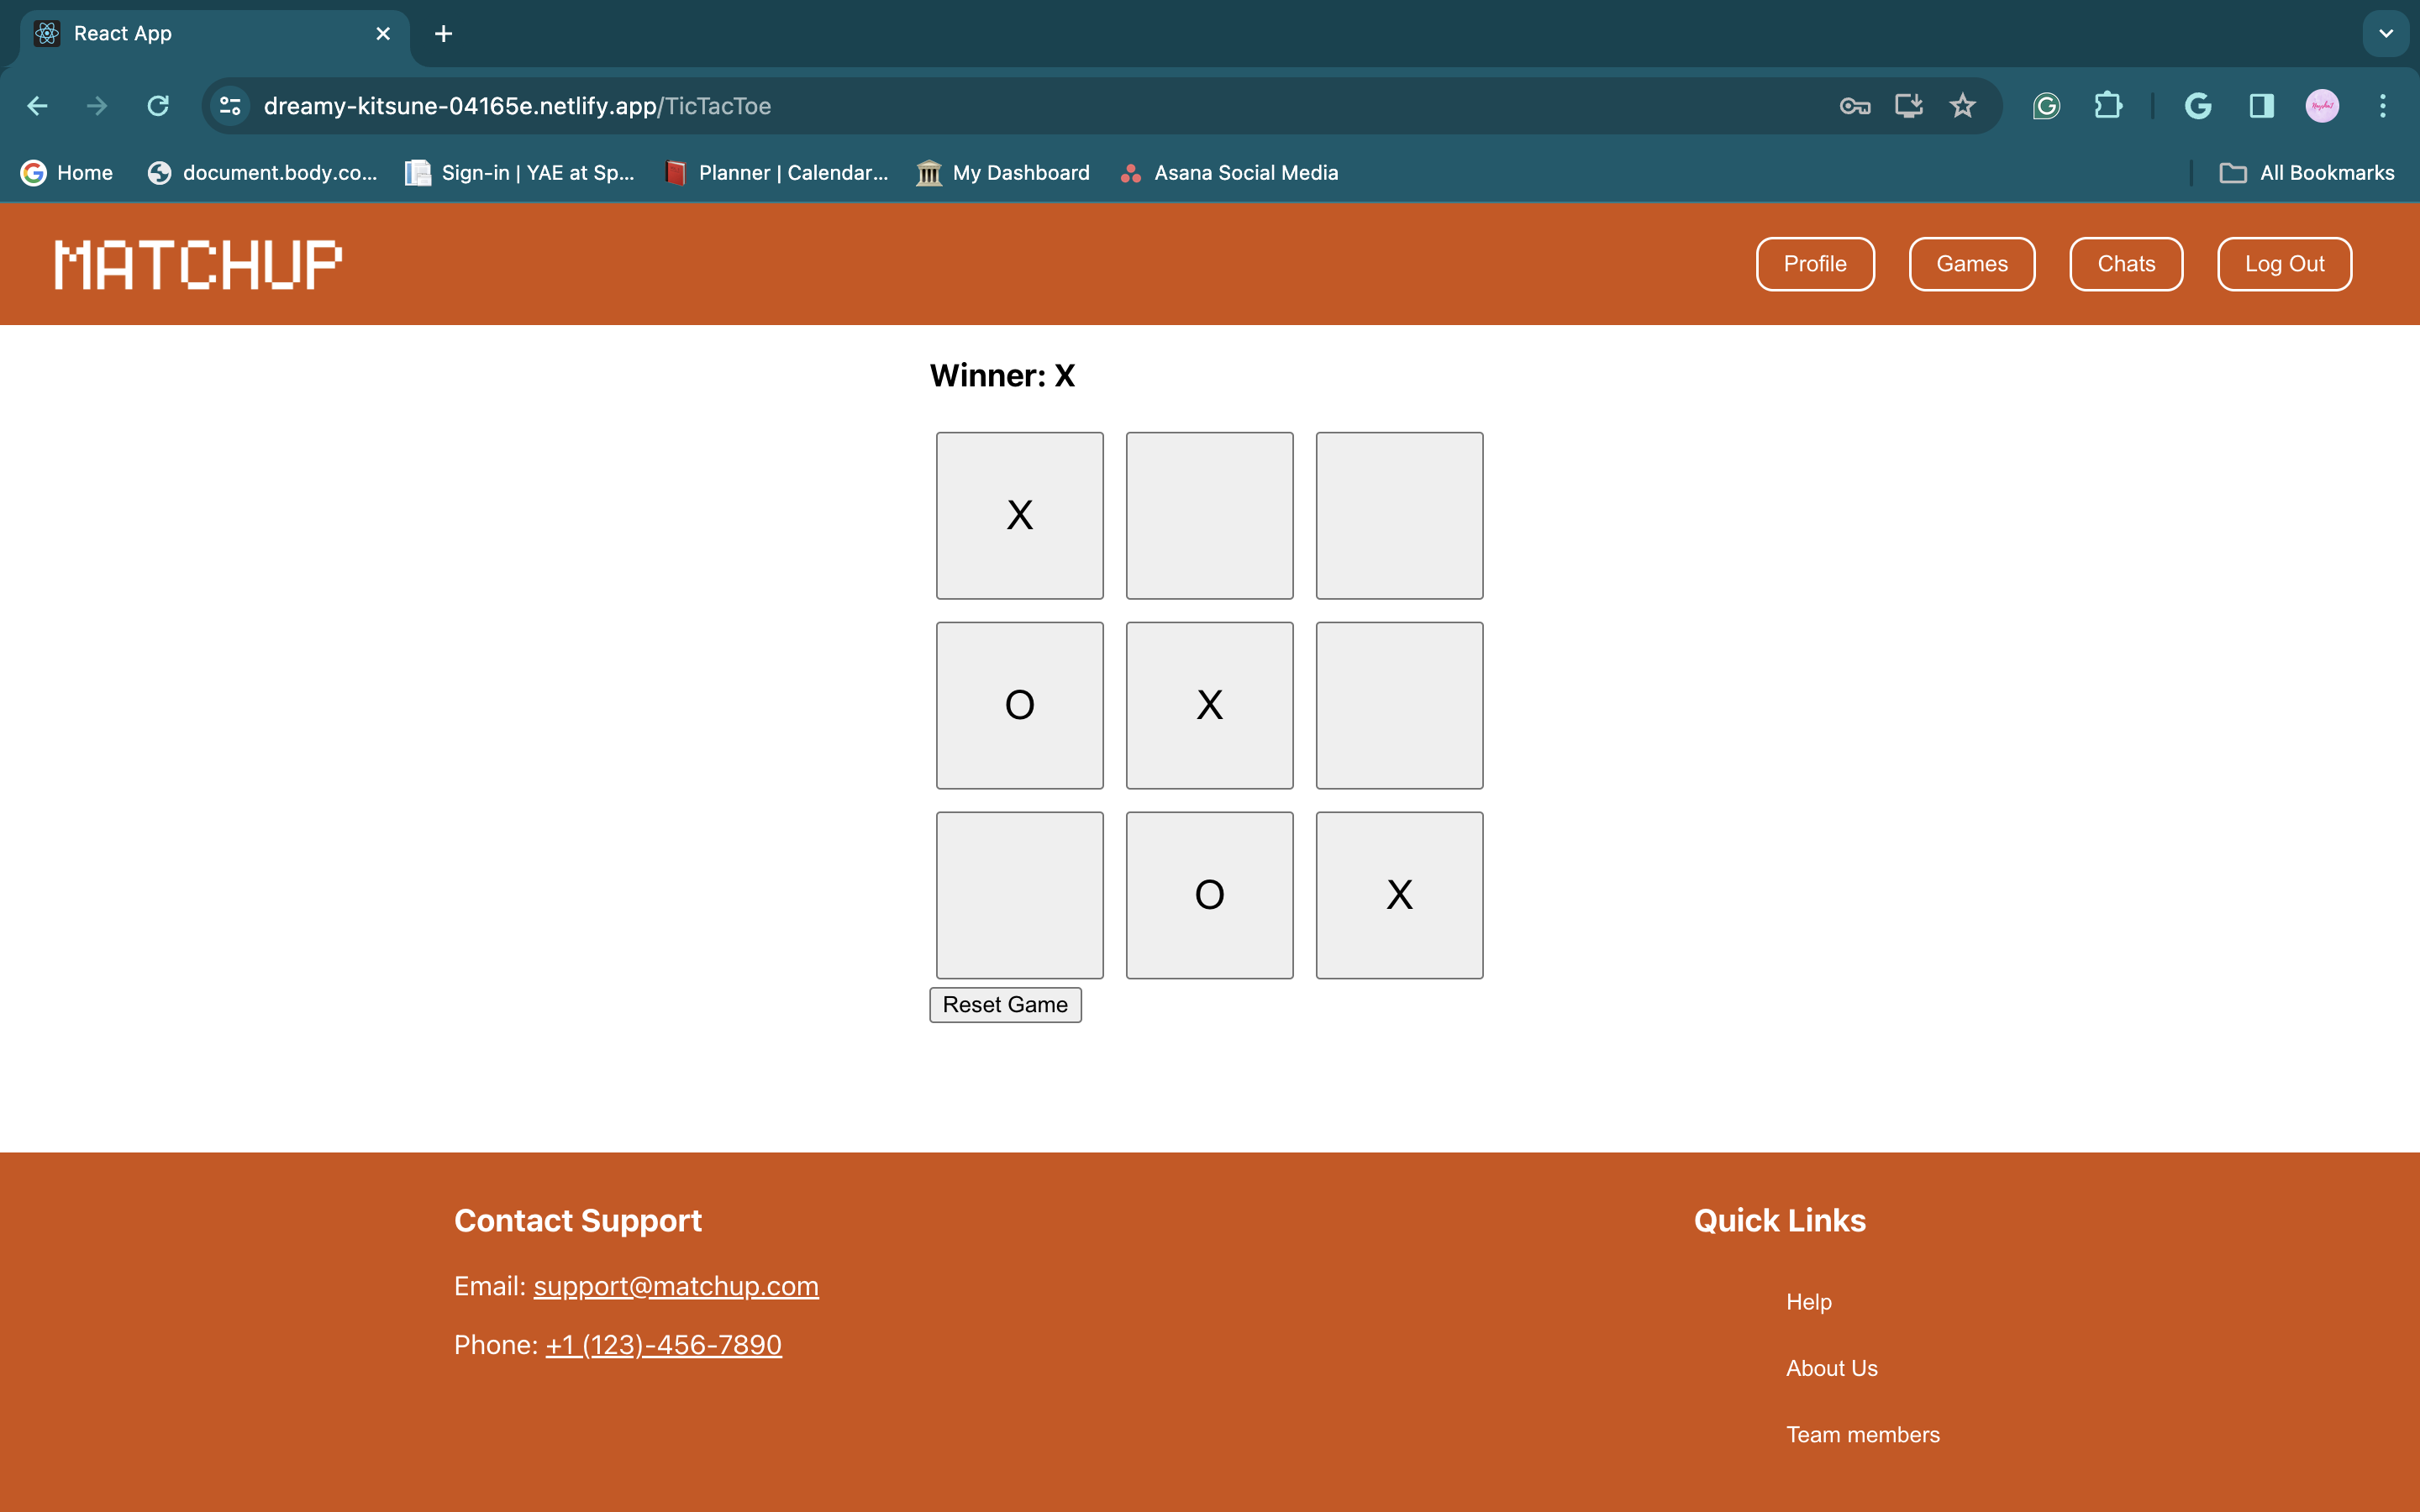 React App
dreamy-kitsune-04165e.netlify.app/TicTacToe
Home document.body.co... Sign-in | YAE at Sp... Planner | Calendar... My Dashboard Asana Social Media All Bookmarks
MATCHUP Profile Games Chats Log Out
Winner: X
X
O X
O X
Reset Game
Contact Support Quick Links
Email: support@matchup.com
Help
Phone: +1 (123)-456-7890
About Us
Team members